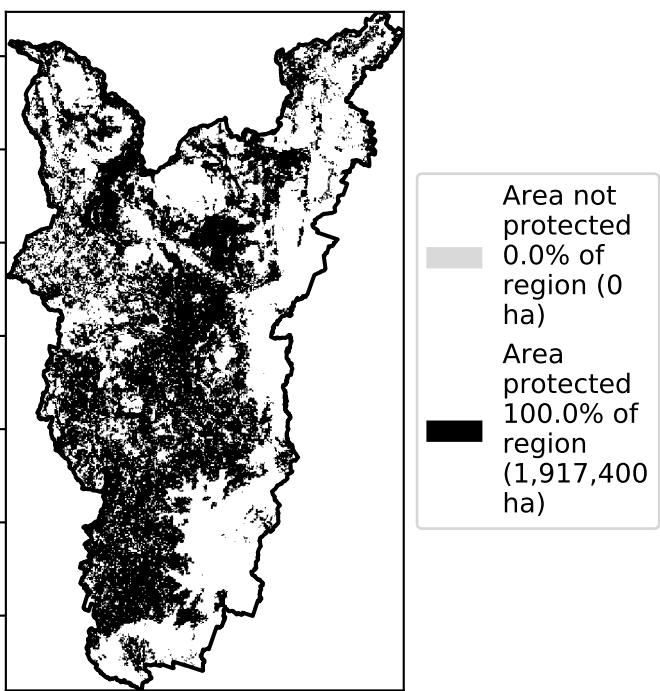 Area not
protected
0.0% of
region (0
ha)
Area
protected
100.0% of
region
(1,917,400
ha)